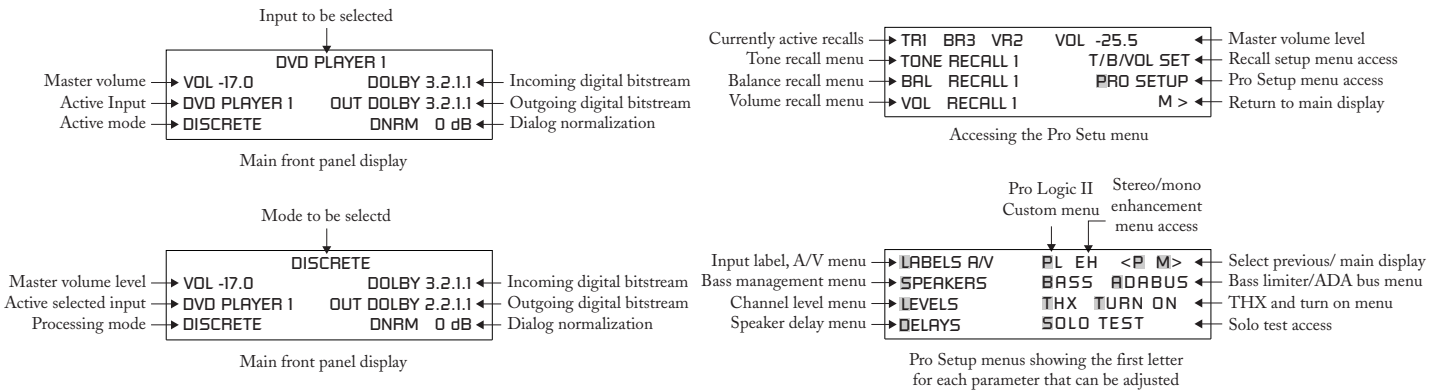 Input to be selected
DVD PLAYER 1
Master volume VOL -17.0 DOLBY 3.2.1.1 Incoming digital bitstream
Active Input DVD PLAYER 1 OUT DOLBY 3.2.1.1 Outgoing digital bitstream
Active mode DISCRETE DNRM 0 dB Dialog normalization
Main front panel display
Mode to be selectd
DISCRETE
Master volume level VOL -17.0 DOLBY 3.2.1.1 Incoming digital bitstream
Active selected input DVD PLAYER 1 OUT DOLBY 2.2.1.1 Outgoing digital bitstream
Processing mode DISCRETE DNRM 0 dB Dialog normalization
Main front panel display
Currently active recalls TR1 BR3 VR2 VOL -25.5 Master volume level
Tone recall menu TONE RECALL 1 T/B/VOL SET Recall setup menu access
Balance recall menu BAL RECALL 1 PRO SETUP Pro Setup menu access
Volume recall menu VOL RECALL 1 M > Return to main display
Accessing the Pro Setu menu
Pro Logic II
Custom menu
Stereo/mono
enhancement
menu access
Input label, A/V menu LABELS A/V PL EH <P M> Select previous/ main display
Bass management menu SPEAKERS BASS ADABUS Bass limiter/ADA bus menu
Channel level menu LEVELS THX TURN ON THX and turn on menu
Speaker delay menu DELAYS SOLO TEST Solo test access
Pro Setup menus showing the first letter
for each parameter that can be adjusted